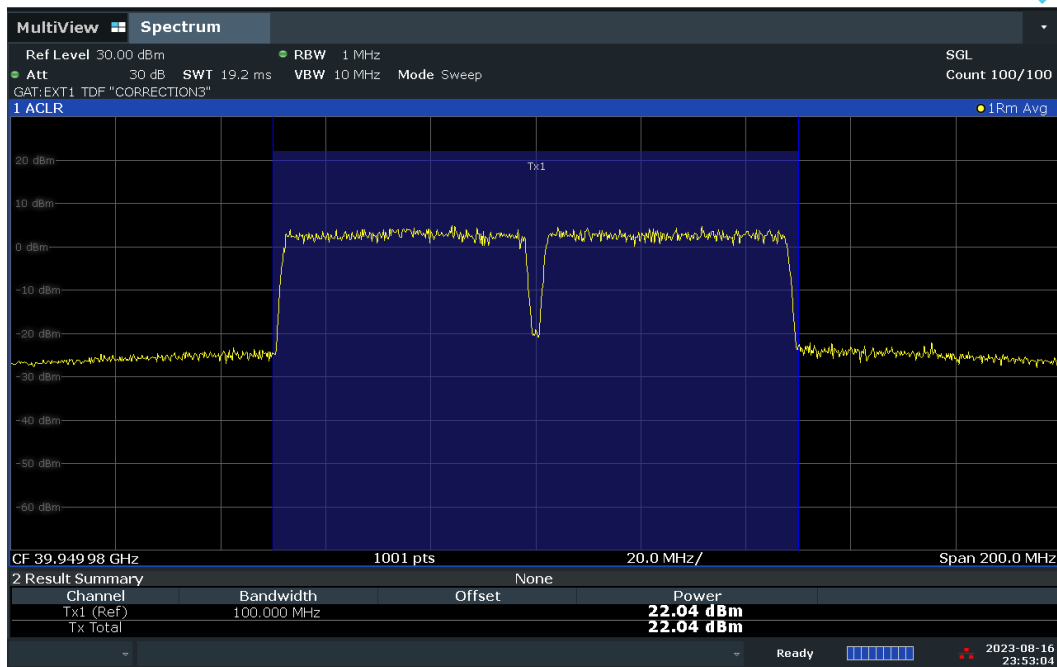 MultiView Spectrum
Ref Level 30.00 dBm RBW 1 MHz SGL
Att 30 dB SWT 19.2 ms VBW 10 MHz Mode Sweep Count 100/100
GAT:EXT1 TDF "CORRECTION3"
1 ACLR 1Rm Avg
20 dBm
Tx1
10 dBm
0 dBm
-10 dBm
-20 dBm
-30 dBm
-40 dBm
-50 dBm
-60 dBm
CF 39.94998 GHz 1001 pts 20.0 MHz/ Span 200.0 MHz
2 Result Summary None
Channel Bandwidth Offset Power
Tx1 (Ref) 100.000 MHz 22.04 dBm
Tx Total 22.04 dBm
Ready 2023-08-16
23:53:04